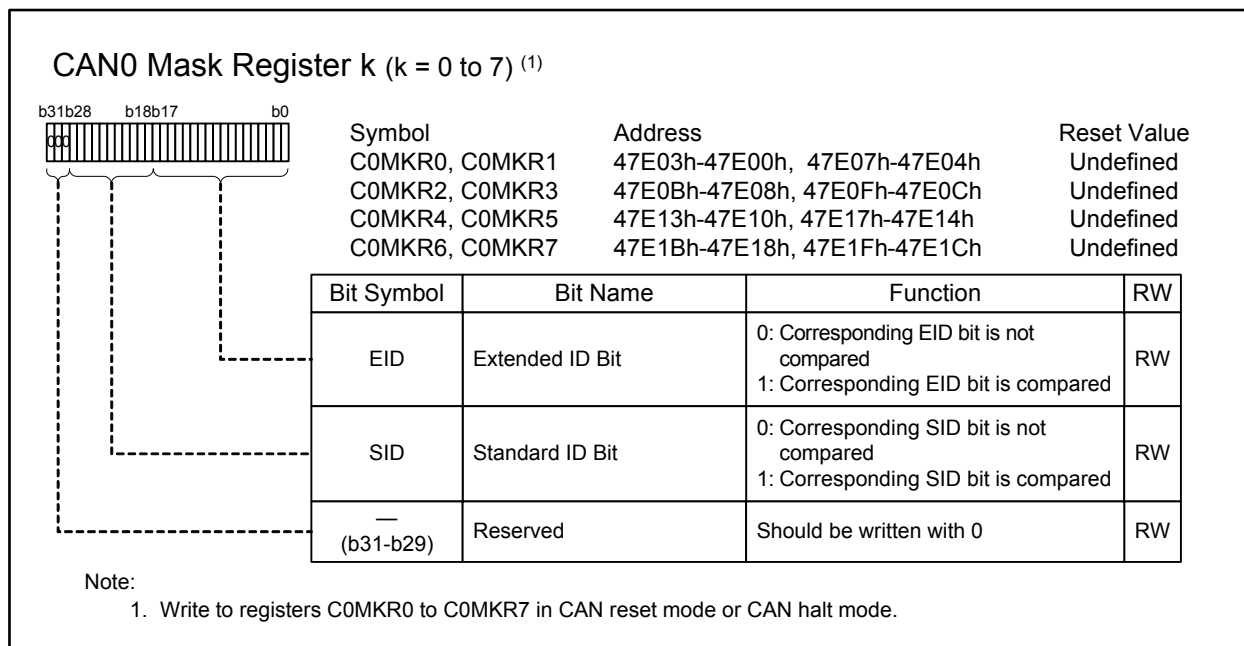 CAN0 Mask Register k (k = 0 to 7) (1)
b31b28 b18b17 b0
000
Symbol Address Reset Value
C0MKR0, C0MKR1 47E03h-47E00h, 47E07h-47E04h Undefined
C0MKR2, C0MKR3 47E0Bh-47E08h, 47E0Fh-47E0Ch Undefined
C0MKR4, C0MKR5 47E13h-47E10h, 47E17h-47E14h Undefined
C0MKR6, C0MKR7 47E1Bh-47E18h, 47E1Fh-47E1Ch Undefined
Bit Symbol Bit Name Function RW
0: Corresponding EID bit is not
compared
EID Extended ID Bit RW
1: Corresponding EID bit is compared
0: Corresponding SID bit is not
compared
SID Standard ID Bit RW
1: Corresponding SID bit is compared
—
(b31-b29) Reserved Should be written with 0 RW
Note:
1. Write to registers C0MKR0 to C0MKR7 in CAN reset mode or CAN halt mode.